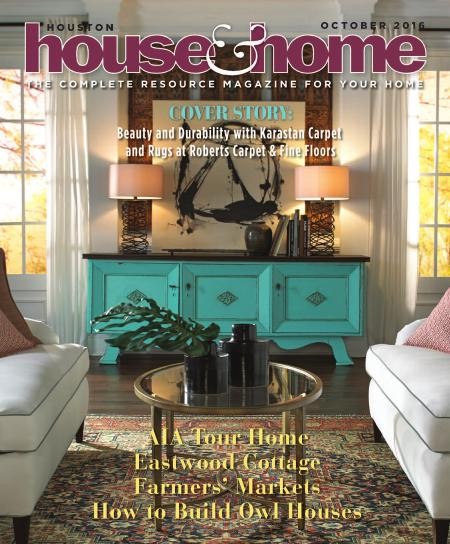 HOUSTON
OCTOBER 2016
house&home
THE COMPLETE RESOURCE MAGAZINE FOR YOUR HOME
COVER STORY:
Beauty and Durability with Karastan Carpet
and Rugs at Roberts Carpet & Fine Floors
AIA Tour Home
Eastwood Cottage
Farmers' Markets
How to Build Owl Houses